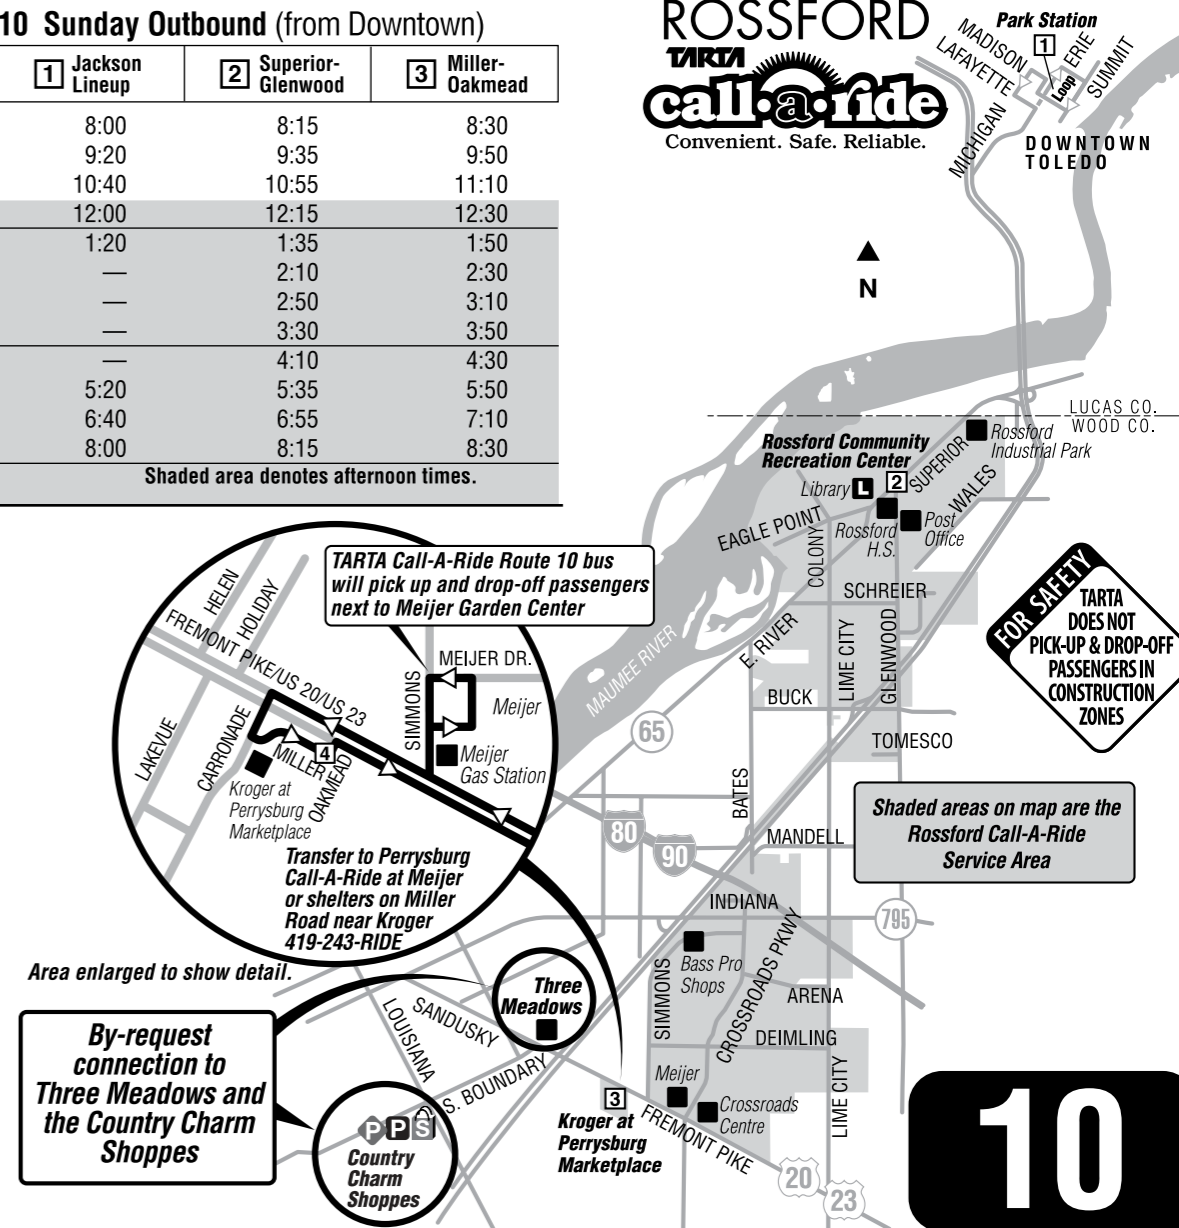 10 Sunday Outbound (from Downtown)
1 Jackson Lineup 2 Superior-Glenwood 3 Miller-Oakmead
8:00 8:15 8:30
9:20 9:35 9:50
10:40 10:55 11:10
12:00 12:15 12:30
1:20 1:35 1:50
— 2:10 2:30
— 2:50 3:10
— 3:30 3:50
— 4:10 4:30
5:20 5:35 5:50
6:40 6:55 7:10
8:00 8:15 8:30
Shaded area denotes afternoon times.
ROSSFORD
TARTA
call•a•ride
Convenient. Safe. Reliable.
Park Station
1
MADISON
LAFAYETTE
ERIE
SUMMIT
Loop
MICHIGAN
DOWNTOWN
TOLEDO
N
LUCAS CO.
WOOD CO.
Rossford Community
Recreation Center
Rossford
Industrial Park
SUPERIOR
WALES
Library L
2
EAGLE POINT
Rossford
H.S.
Post
Office
COLONY
SCHREIER
FOR SAFETY
TARTA
DOES NOT
PICK-UP & DROP-OFF
PASSENGERS IN
CONSTRUCTION
ZONES
MAUMEE RIVER
E. RIVER
LIME CITY
GLENWOOD
BUCK
65
TOMESCO
BATES
80
90
MANDELL
Shaded areas on map are the
Rossford Call-A-Ride
Service Area
INDIANA
795
Bass Pro
Shops
SIMMONS
CROSSROADS PKWY
ARENA
DEIMLING
LIME CITY
Meijer
Crossroads
Centre
3
Kroger at
Perrysburg
Marketplace
FREMONT PIKE
20
23
TARTA Call-A-Ride Route 10 bus
will pick up and drop-off passengers
next to Meijer Garden Center
HELEN
HOLIDAY
FREMONT PIKE/US 20/US 23
MEIJER DR.
SIMMONS
Meijer
Meijer
Gas Station
LAKEVUE
CARRONADE
MILLER
4
OAKMEAD
Kroger at
Perrysburg
Marketplace
Transfer to Perrysburg
Call-A-Ride at Meijer
or shelters on Miller
Road near Kroger
419-243-RIDE
Area enlarged to show detail.
By-request
connection to
Three Meadows and
the Country Charm
Shoppes
Three
Meadows
LOUISIANA
SANDUSKY
S. BOUNDARY
P P S
Country
Charm
Shoppes
10